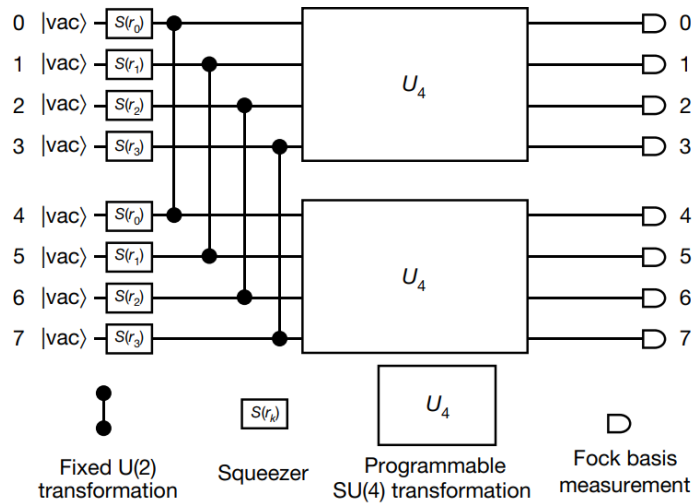 0 |vac⟩ S(r₀) 0
1 |vac⟩ S(r₁) 1
2 |vac⟩ S(r₂) U₄ 2
3 |vac⟩ S(r₃) 3
4 |vac⟩ S(r₀) 4
5 |vac⟩ S(r₁) 5
6 |vac⟩ S(r₂) U₄ 6
7 |vac⟩ S(r₃) 7
S(rₖ) U₄
Fixed U(2) Squeezer Programmable Fock basis
transformation SU(4) transformation measurement